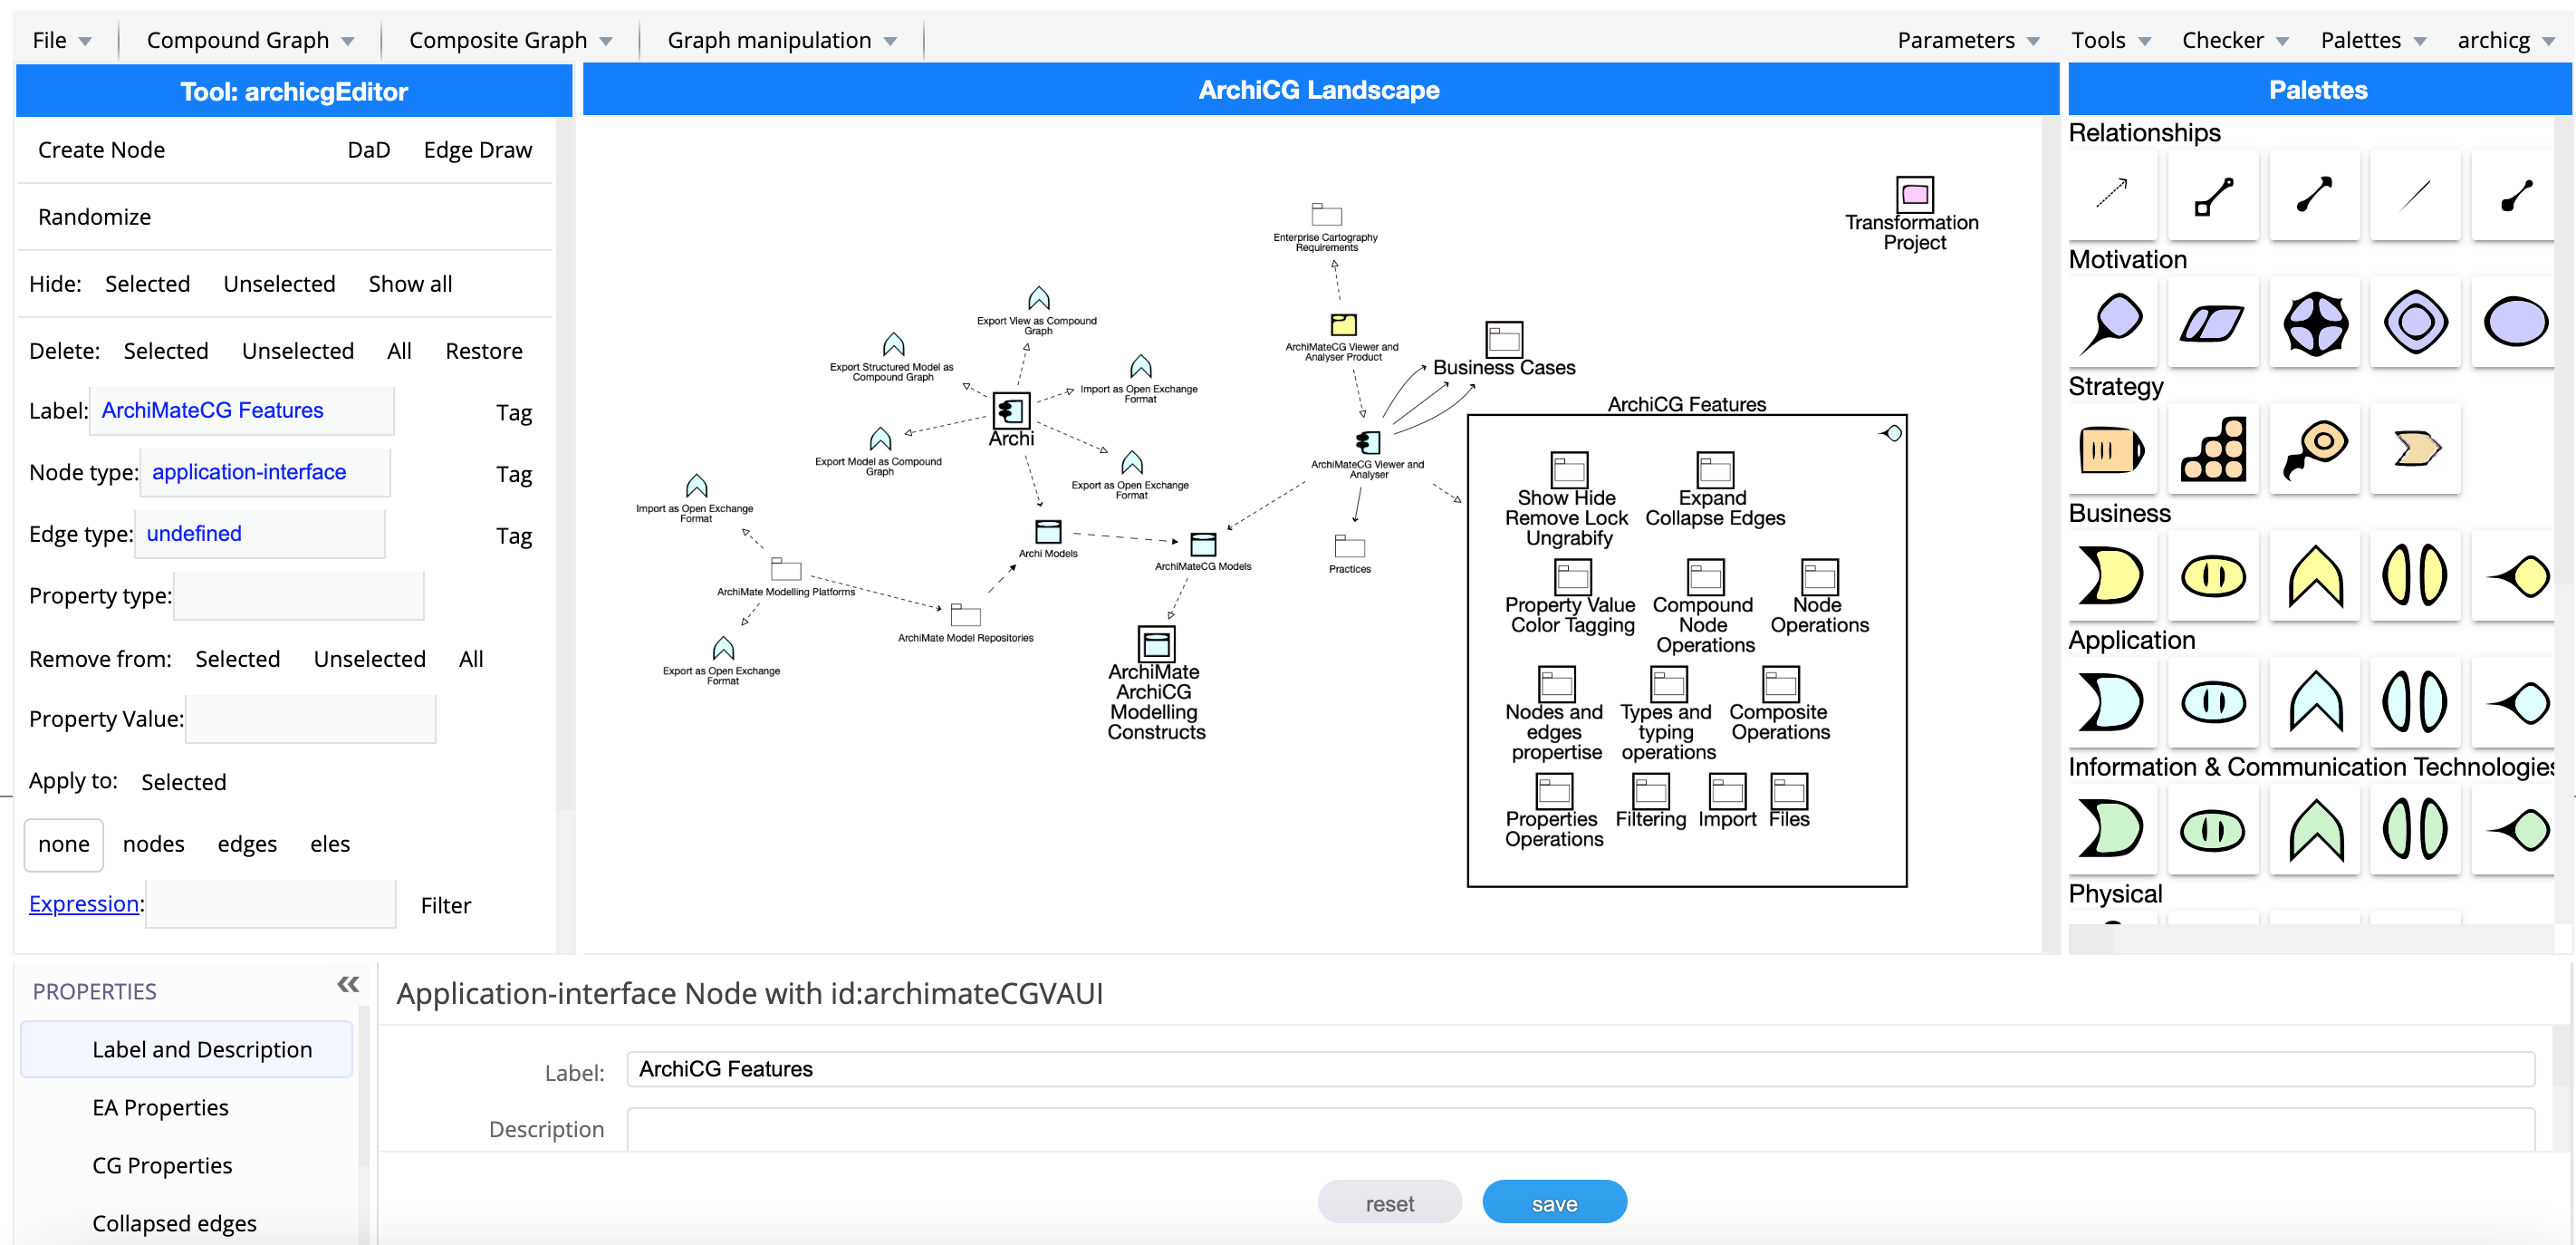 File
Compound Graph
Composite Graph
Graph manipulation
Parameters
Tools
Checker
Palettes
archicg
Tool: archicgEditor
Create Node
DaD
Edge Draw
Randomize
Hide:
Selected
Unselected
Show all
Delete:
Selected
Unselected
All
Restore
Label:
ArchiMateCG Features
Tag
Node type:
application-interface
Tag
Edge type:
undefined
Tag
Property type:
Remove from:
Selected
Unselected
All
Property Value:
Apply to:
Selected
none
nodes
edges
eles
Expression:
Filter
ArchiCG Landscape
Transformation
Project
Enterprise Cartography
Requirements
Export View as Compound
Graph
Export Structured Model as
Compound Graph
Import as Open Exchange
Format
ArchiMateCG Viewer and
Analyser Product
Business Cases
Archi
Export Model as Compound
Graph
Export as Open Exchange
Format
ArchiMateCG Viewer and
Analyser
Import as Open Exchange
Format
Archi Models
ArchiMateCG Models
Practices
ArchiMate Modelling Platforms
ArchiMate Model Repositories
Export as Open Exchange
Format
ArchiMate
ArchiCG
Modelling
Constructs
ArchiCG Features
Show Hide
Remove Lock
Ungrabify
Expand
Collapse Edges
Property Value
Color Tagging
Compound
Node
Operations
Node
Operations
Nodes and
edges
propertise
Types and
typing
operations
Composite
Operations
Properties
Operations
Filtering
Import
Files
Palettes
Relationships
Motivation
Strategy
Business
Application
Information & Communication Technologies
Physical
PROPERTIES
Label and Description
EA Properties
CG Properties
Collapsed edges
Application-interface Node with id:archimateCGVAUI
Label:
ArchiCG Features
Description
reset
save